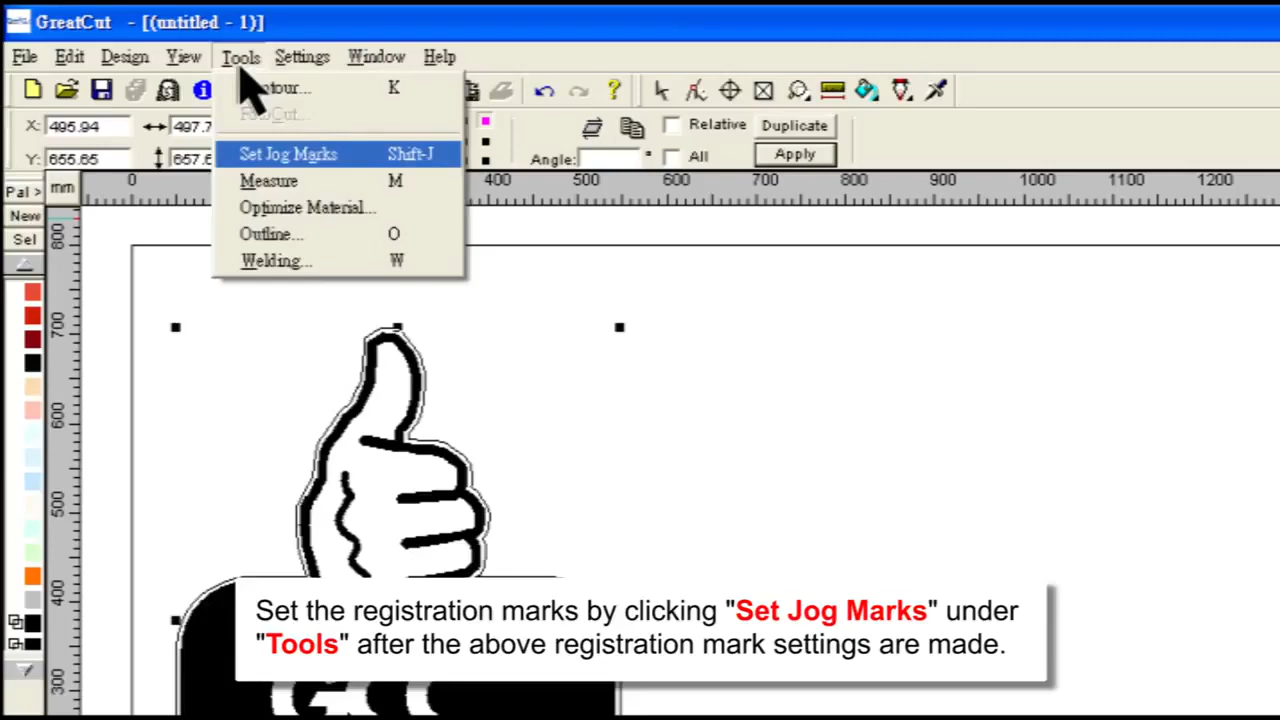 GreatCut - [(untitled - 1)]
File Edit Design View Tools Settings Window Help
K
X: 495.94
Relative Duplicate
Set Jog Marks Shift-J
Y: 655.65
Angle: ° All Apply
Measure M
Pal > mm 0 400 500 600 700 800 900 1000 1100 1200
Optimize Material...
New
Outline... O
Sel
Welding... W
800
700
600
500
400
300
Set the registration marks by clicking "Set Jog Marks" under
"Tools" after the above registration mark settings are made.